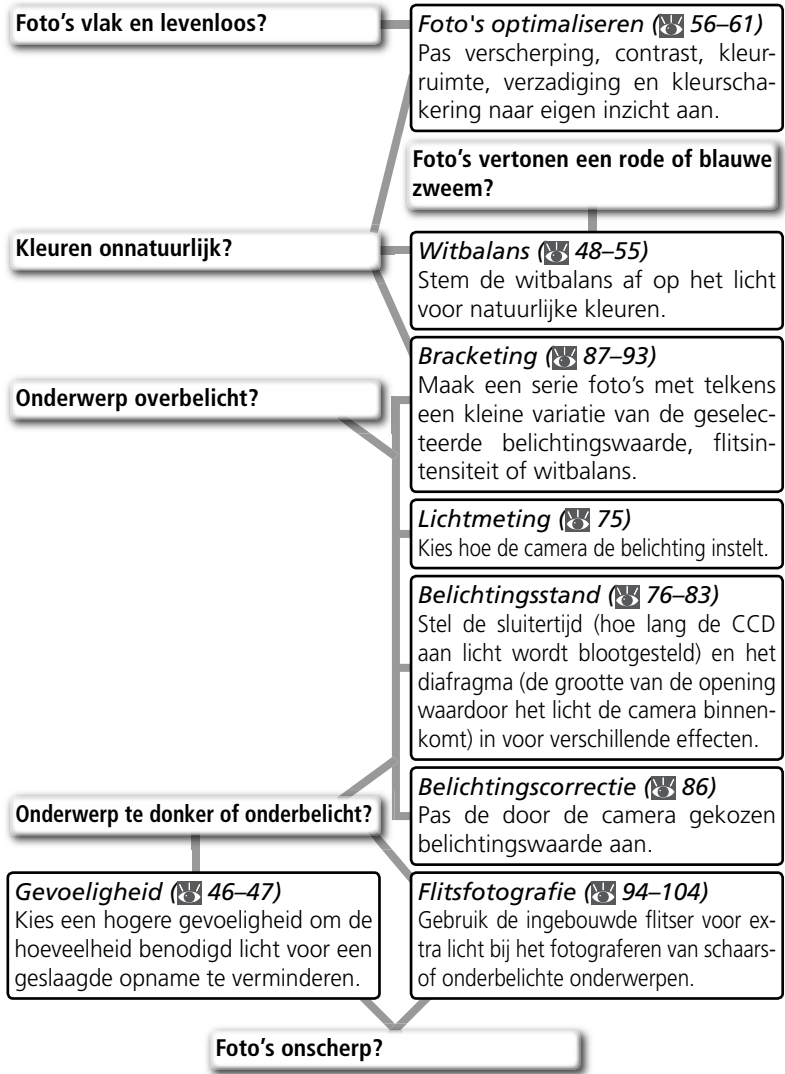 Foto's vlak en levenloos?
Foto's optimaliseren ( 56–61)
Pas verscherping, contrast, kleur-
ruimte, verzadiging en kleurscha-
kering naar eigen inzicht aan.
Foto's vertonen een rode of blauwe
zweem?
Kleuren onnatuurlijk?
Witbalans ( 48–55)
Stem de witbalans af op het licht
voor natuurlijke kleuren.
Bracketing ( 87–93)
Maak een serie foto's met telkens
een kleine variatie van de geselec-
teerde belichtingswaarde, flitsin-
tensiteit of witbalans.
Onderwerp overbelicht?
Lichtmeting ( 75)
Kies hoe de camera de belichting instelt.
Belichtingsstand ( 76–83)
Stel de sluitertijd (hoe lang de CCD
aan licht wordt blootgesteld) en het
diafragma (de grootte van de opening
waardoor het licht de camera binnen-
komt) in voor verschillende effecten.
Belichtingscorrectie ( 86)
Pas de door de camera gekozen
belichtingswaarde aan.
Onderwerp te donker of onderbelicht?
Gevoeligheid ( 46–47)
Kies een hogere gevoeligheid om de
hoeveelheid benodigd licht voor een
geslaagde opname te verminderen.
Flitsfotografie ( 94–104)
Gebruik de ingebouwde flitser voor ex-
tra licht bij het fotograferen van schaars-
of onderbelichte onderwerpen.
Foto's onscherp?